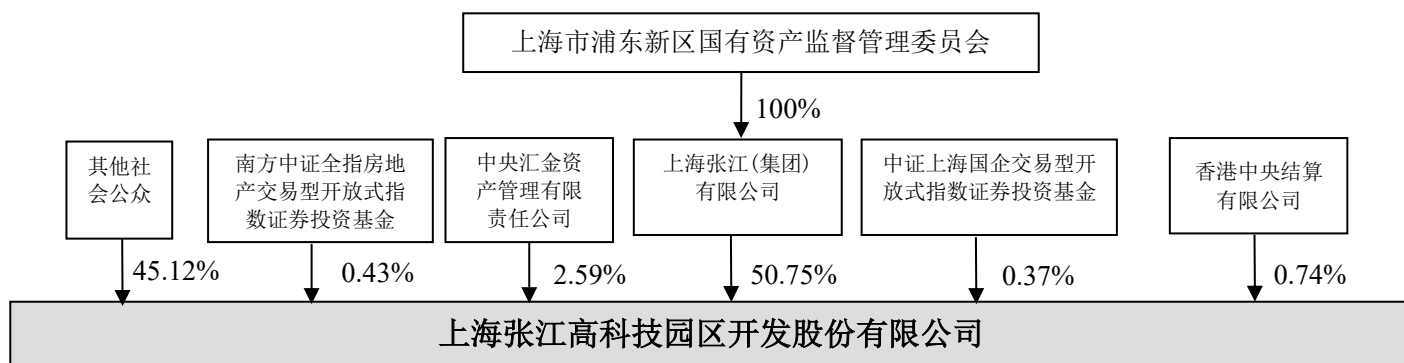 上海市浦东新区国有资产监督管理委员会
100%
其他社
会公众
南方中证全指房地
产交易型开放式指
数证券投资基金
中央汇金资
产管理有限
责任公司
上海张江(集团)
有限公司
中证上海国企交易型开
放式指数证券投资基金
香港中央结算
有限公司
45.12%
0.43%
2.59%
50.75%
0.37%
0.74%
上海张江高科技园区开发股份有限公司